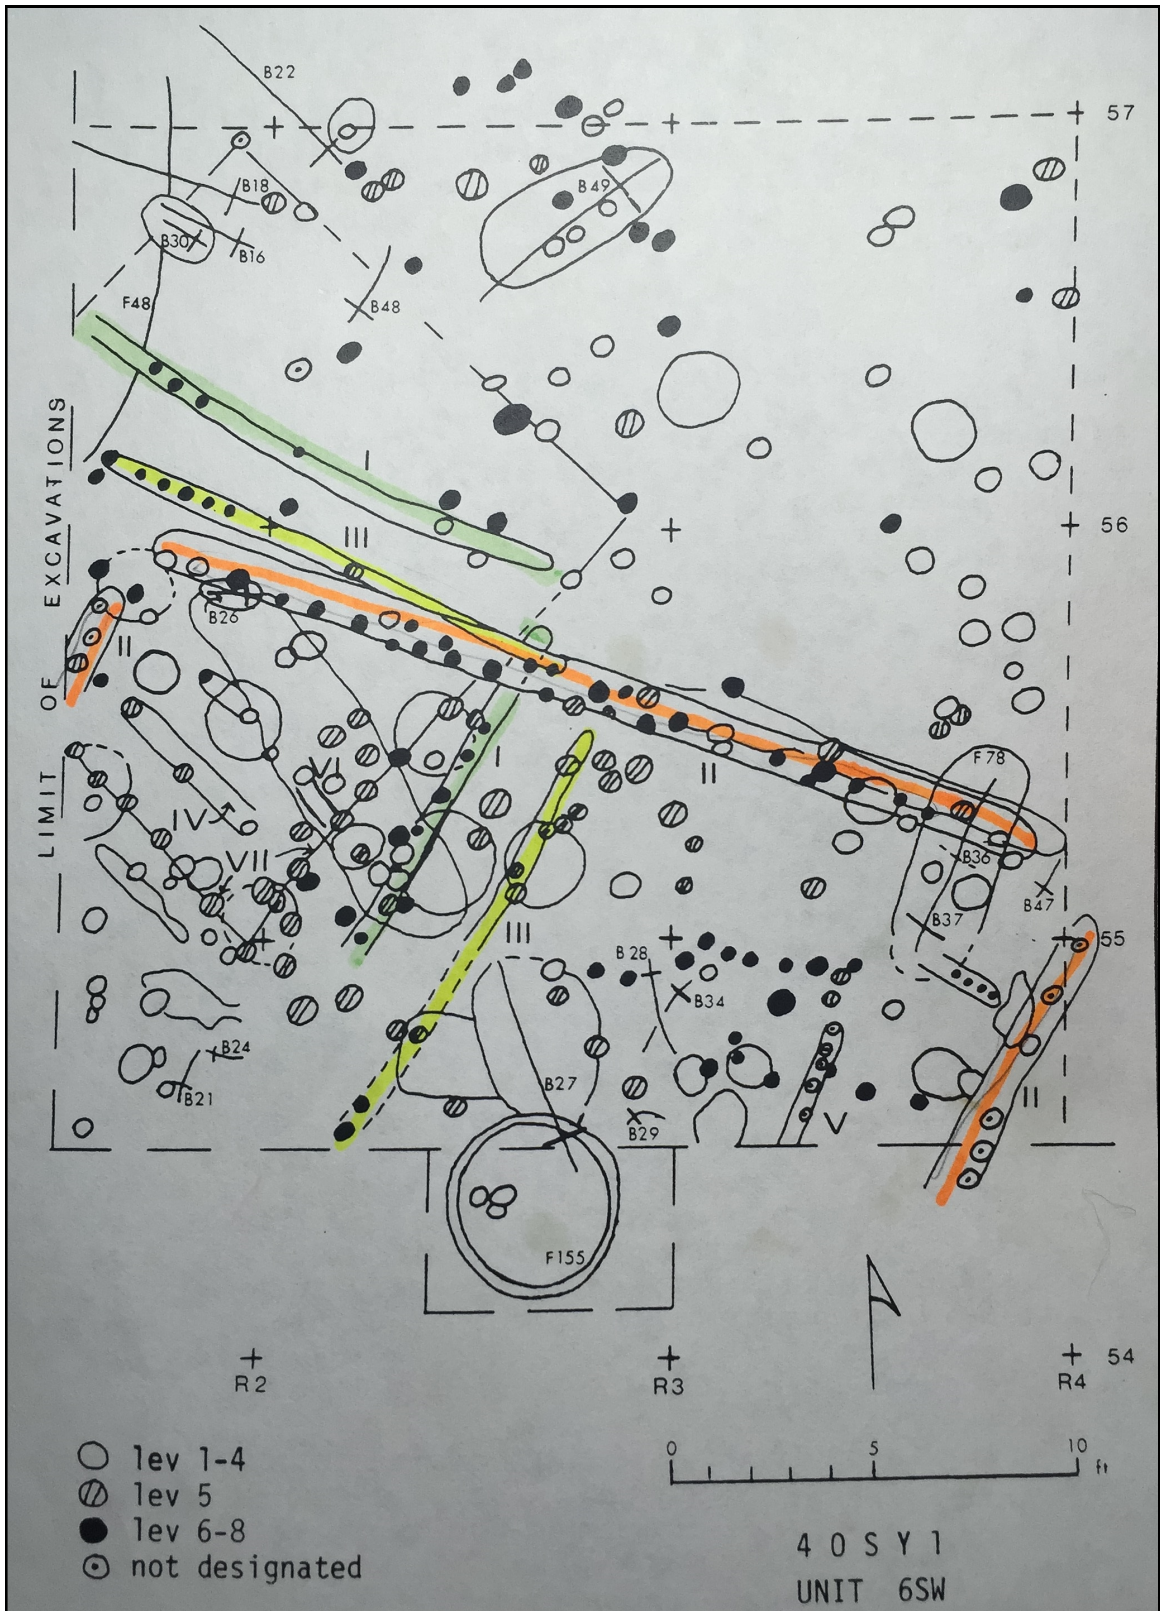 B22
57
B18
B49
B30
B16
F48
B48
I
56
III
LIMIT OF EXCAVATIONS
B26
II
I
II
F78
VI
IV
VII
B36
B47
B37
III
55
B28
B34
B24
B27
B21
II
V
B29
F155
54
R2
R3
R4
0 5 10
ft
lev 1-4
lev 5
lev 6-8
not designated
40SY1
UNIT 6SW